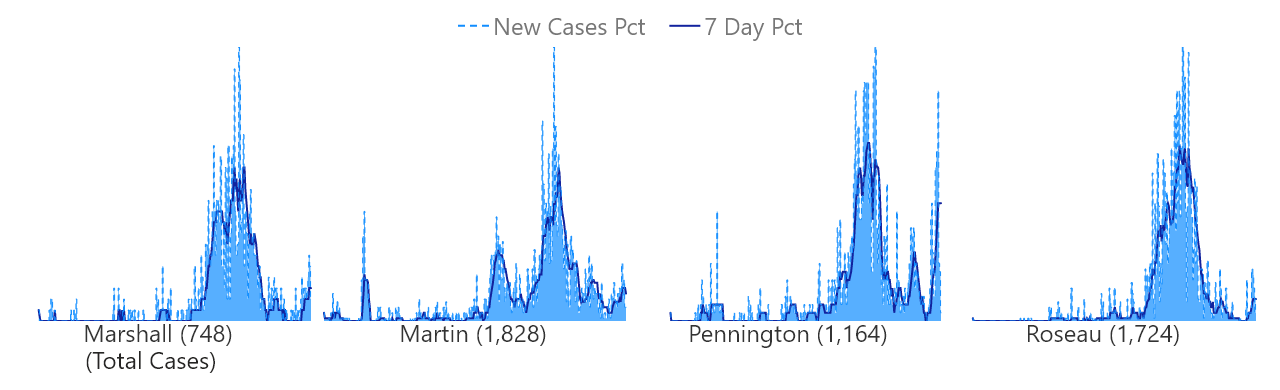 New Cases Pct 7 Day Pct
Marshall (748) Martin (1,828) Pennington (1,164) Roseau (1,724)
(Total Cases)